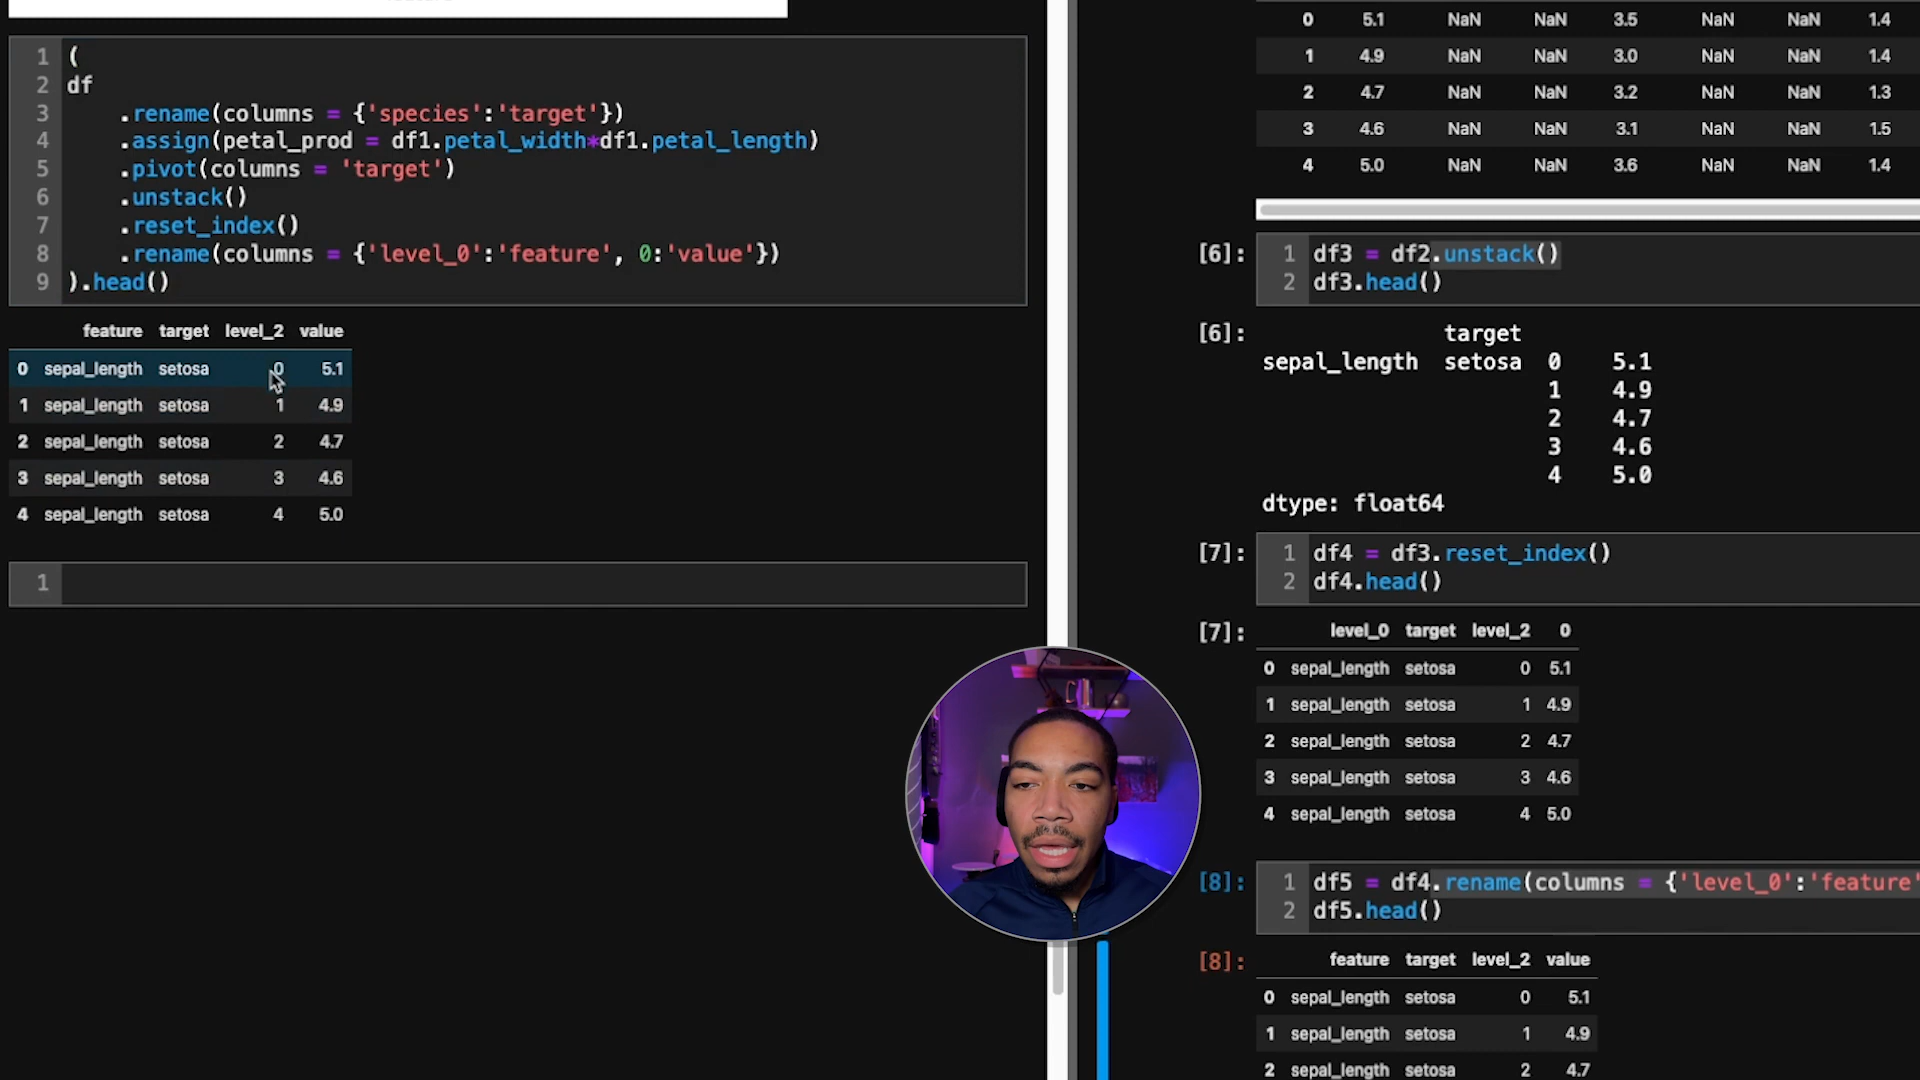 1 (
2 df
3 .rename(columns = {'species':'target'})
4 .assign(petal_prod = df1.petal_width*df1.petal_length)
5 .pivot(columns = 'target')
6 .unstack()
7 .reset_index()
8 .rename(columns = {'level_0':'feature', 0:'value'})
9 ).head()
feature target level_2 value
0 sepal_length setosa 0 5.1
1 sepal_length setosa 1 4.9
2 sepal_length setosa 2 4.7
3 sepal_length setosa 3 4.6
4 sepal_length setosa 4 5.0
1
0 5.1 NaN NaN 3.5 NaN NaN 1.4
1 4.9 NaN NaN 3.0 NaN NaN 1.4
2 4.7 NaN NaN 3.2 NaN NaN 1.3
3 4.6 NaN NaN 3.1 NaN NaN 1.5
4 5.0 NaN NaN 3.6 NaN NaN 1.4
[6]: 1 df3 = df2.unstack()
2 df3.head()
[6]: target
sepal_length setosa 0 5.1
1 4.9
2 4.7
3 4.6
4 5.0
dtype: float64
[7]: 1 df4 = df3.reset_index()
2 df4.head()
[7]: level_0 target level_2 0
0 sepal_length setosa 0 5.1
1 sepal_length setosa 1 4.9
2 sepal_length setosa 2 4.7
3 sepal_length setosa 3 4.6
4 sepal_length setosa 4 5.0
[8]: 1 df5 = df4.rename(columns = {'level_0':'feature'
2 df5.head()
[8]: feature target level_2 value
0 sepal_length setosa 0 5.1
1 sepal_length setosa 1 4.9
2 sepal_length setosa 2 4.7